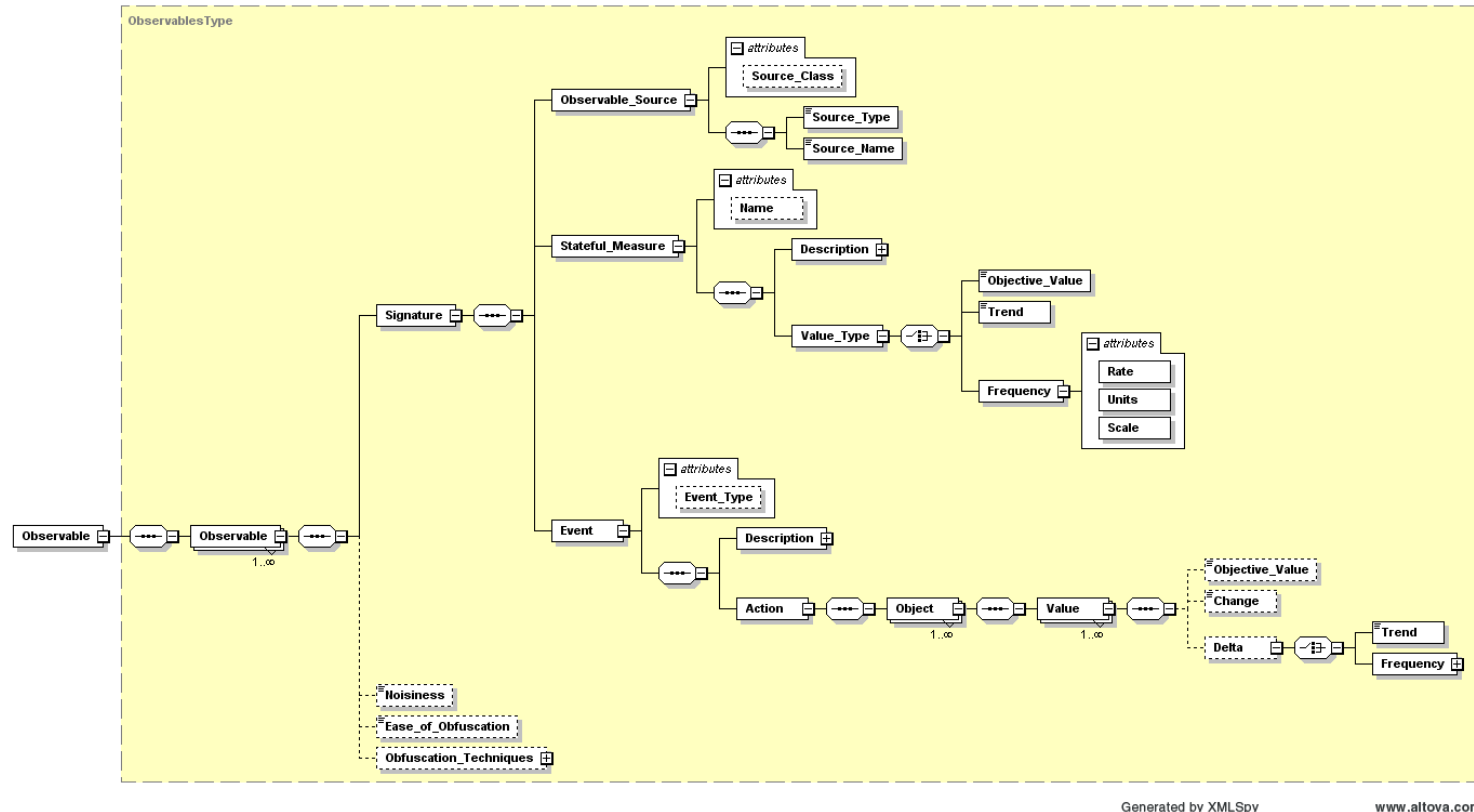 ObservablesType
attributes
Source_Class
Observable_Source
Source_Type
Source_Name
attributes
Name
Stateful_Measure
Description
Objective_Value
Trend
Signature
Value_Type
attributes
Rate
Frequency
Units
Scale
attributes
Event_Type
Event
Observable
Observable
1..∞
Description
Objective_Value
Action
Object
1..∞
Value
1..∞
Change
Delta
Trend
Frequency
Noisiness
Ease_of_Obfuscation
Obfuscation_Techniques
Generated by XMLSpy
www.altova.com